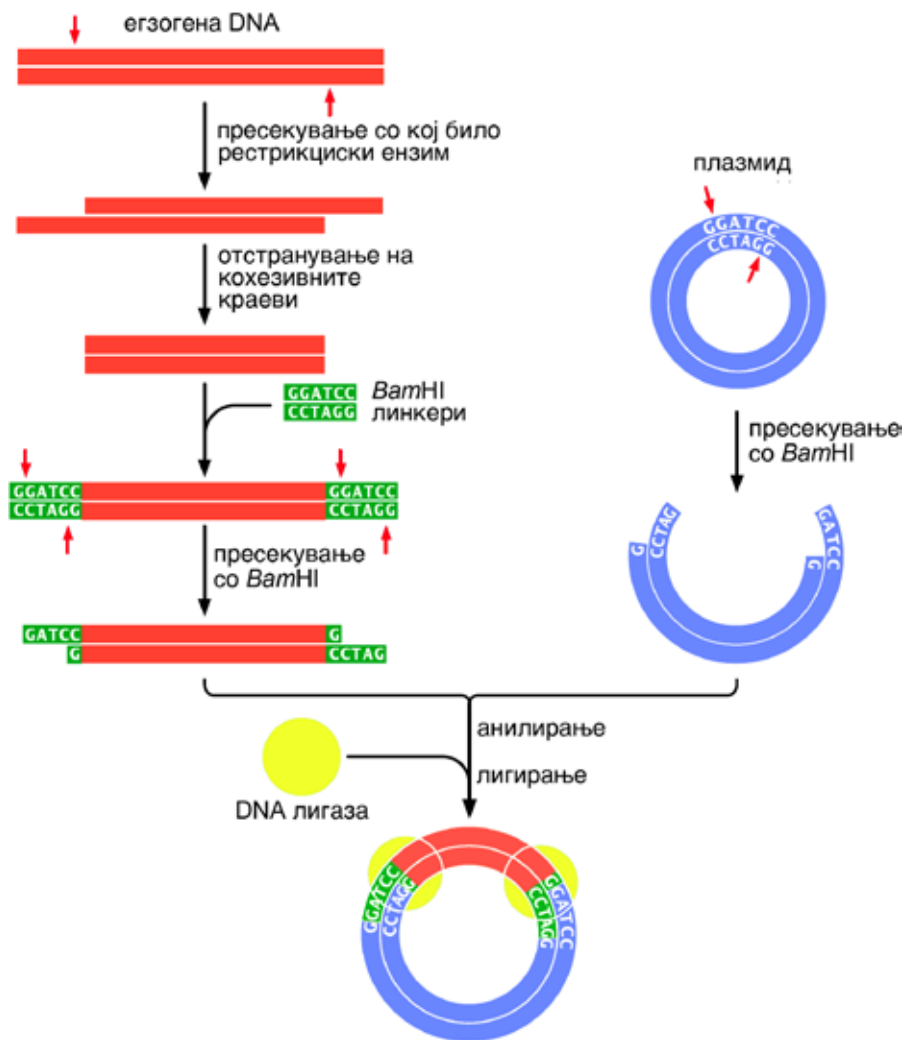 егзогена DNA
пресекување со кој било
рестрикциски ензим
отстранување на
кохезивните
краеви
GGATCC
CCTAGG
BamHI
линкери
GGATCC
CCTAGG
GGATCC
CCTAGG
пресекување
со BamHI
GATCC
G
G
CCTAG
плазмид
GGATCC
CCTAGG
пресекување
со BamHI
G
CCTAG
GATCC
G
анилирање
лигирање
DNA лигаза
GGATCC
CCTAGG
GGATCC
CCTAGG